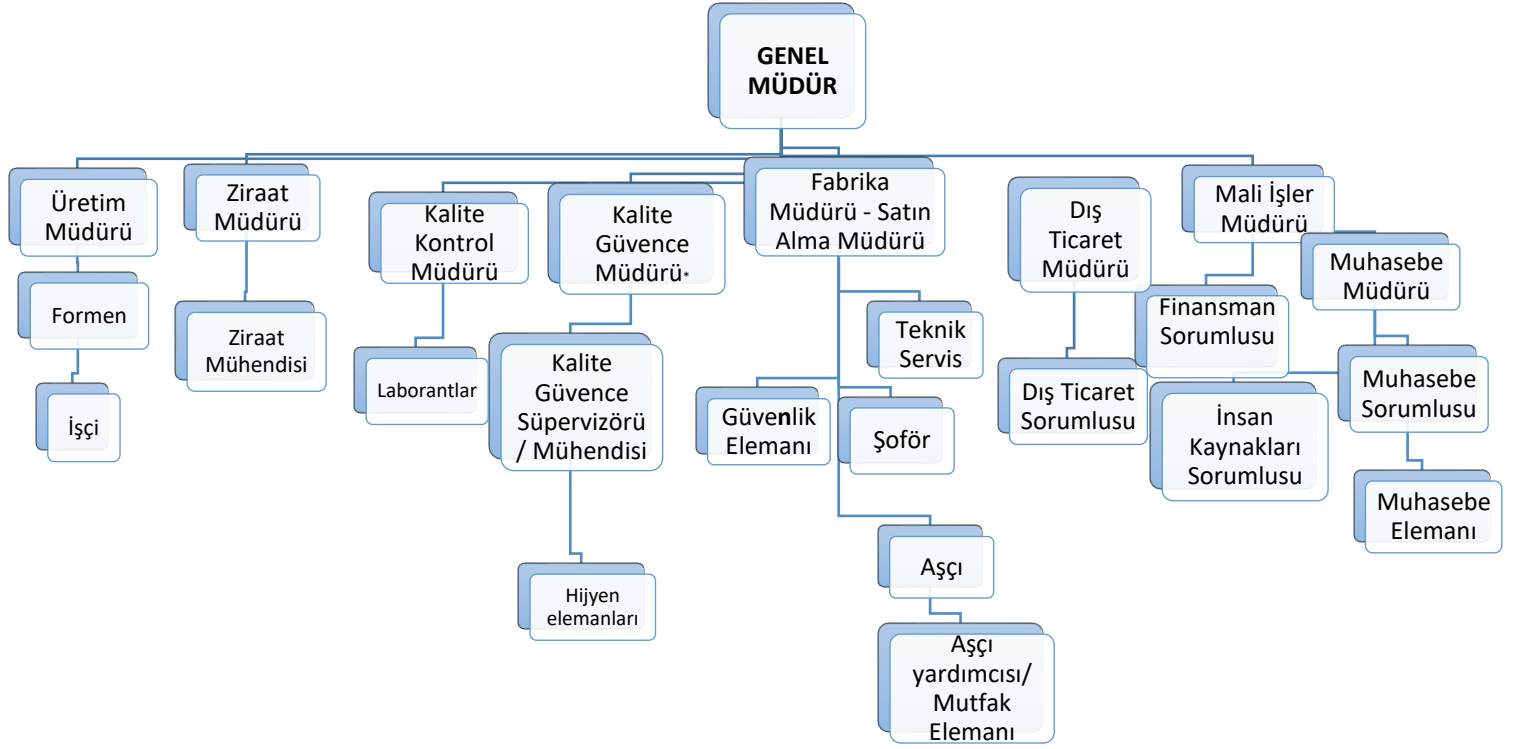 GENEL
MÜDÜR
Üretim
Müdürü
Formen
İşçi
Ziraat
Müdürü
Ziraat
Mühendisi
Kalite
Kontrol
Müdürü
Laborantlar
Kalite
Güvence
Müdürü*
Kalite
Güvence
Süpervizörü
/ Mühendisi
Hijyen
elemanları
Fabrika
Müdürü - Satın
Alma Müdürü
Teknik
Servis
Güvenlik
Elemanı
Şoför
Aşçı
Aşçı
yardımcısı/
Mutfak
Elemanı
Dış
Ticaret
Müdürü
Dış Ticaret
Sorumlusu
Mali İşler
Müdürü
Finansman
Sorumlusu
Muhasebe
Müdürü
İnsan
Kaynakları
Sorumlusu
Muhasebe
Sorumlusu
Muhasebe
Elemanı